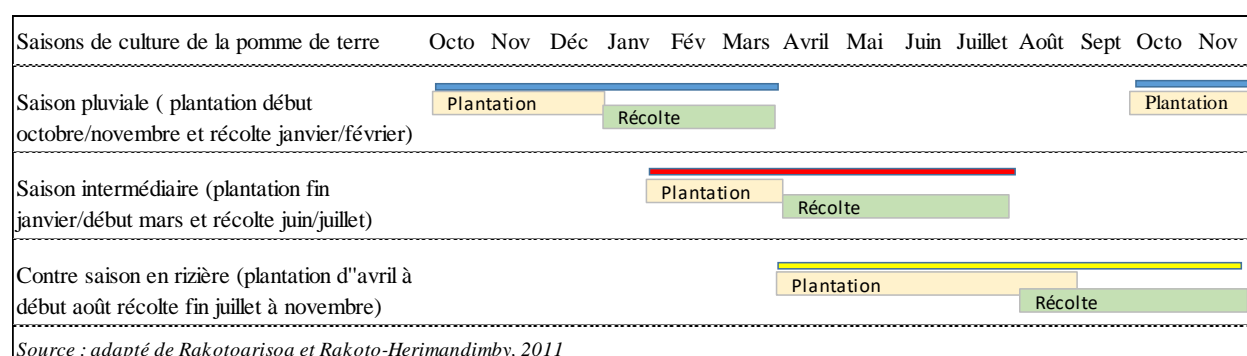 Saisons de culture de la pomme de terre Octo Nov Déc Janv Fév Mars Avril Mai Juin Juillet Août Sept Octo Nov
Saison pluviale ( plantation début
octobre/novembre et récolte janvier/février)
Plantation
Récolte
Plantation
Saison intermédiaire (plantation fin
janvier/début mars et récolte juin/juillet)
Plantation
Récolte
Contre saison en rizière (plantation d"avril à
début août récolte fin juillet à novembre)
Plantation
Récolte
Source : adapté de Rakotoarisoa et Rakoto-Herimandimby, 2011